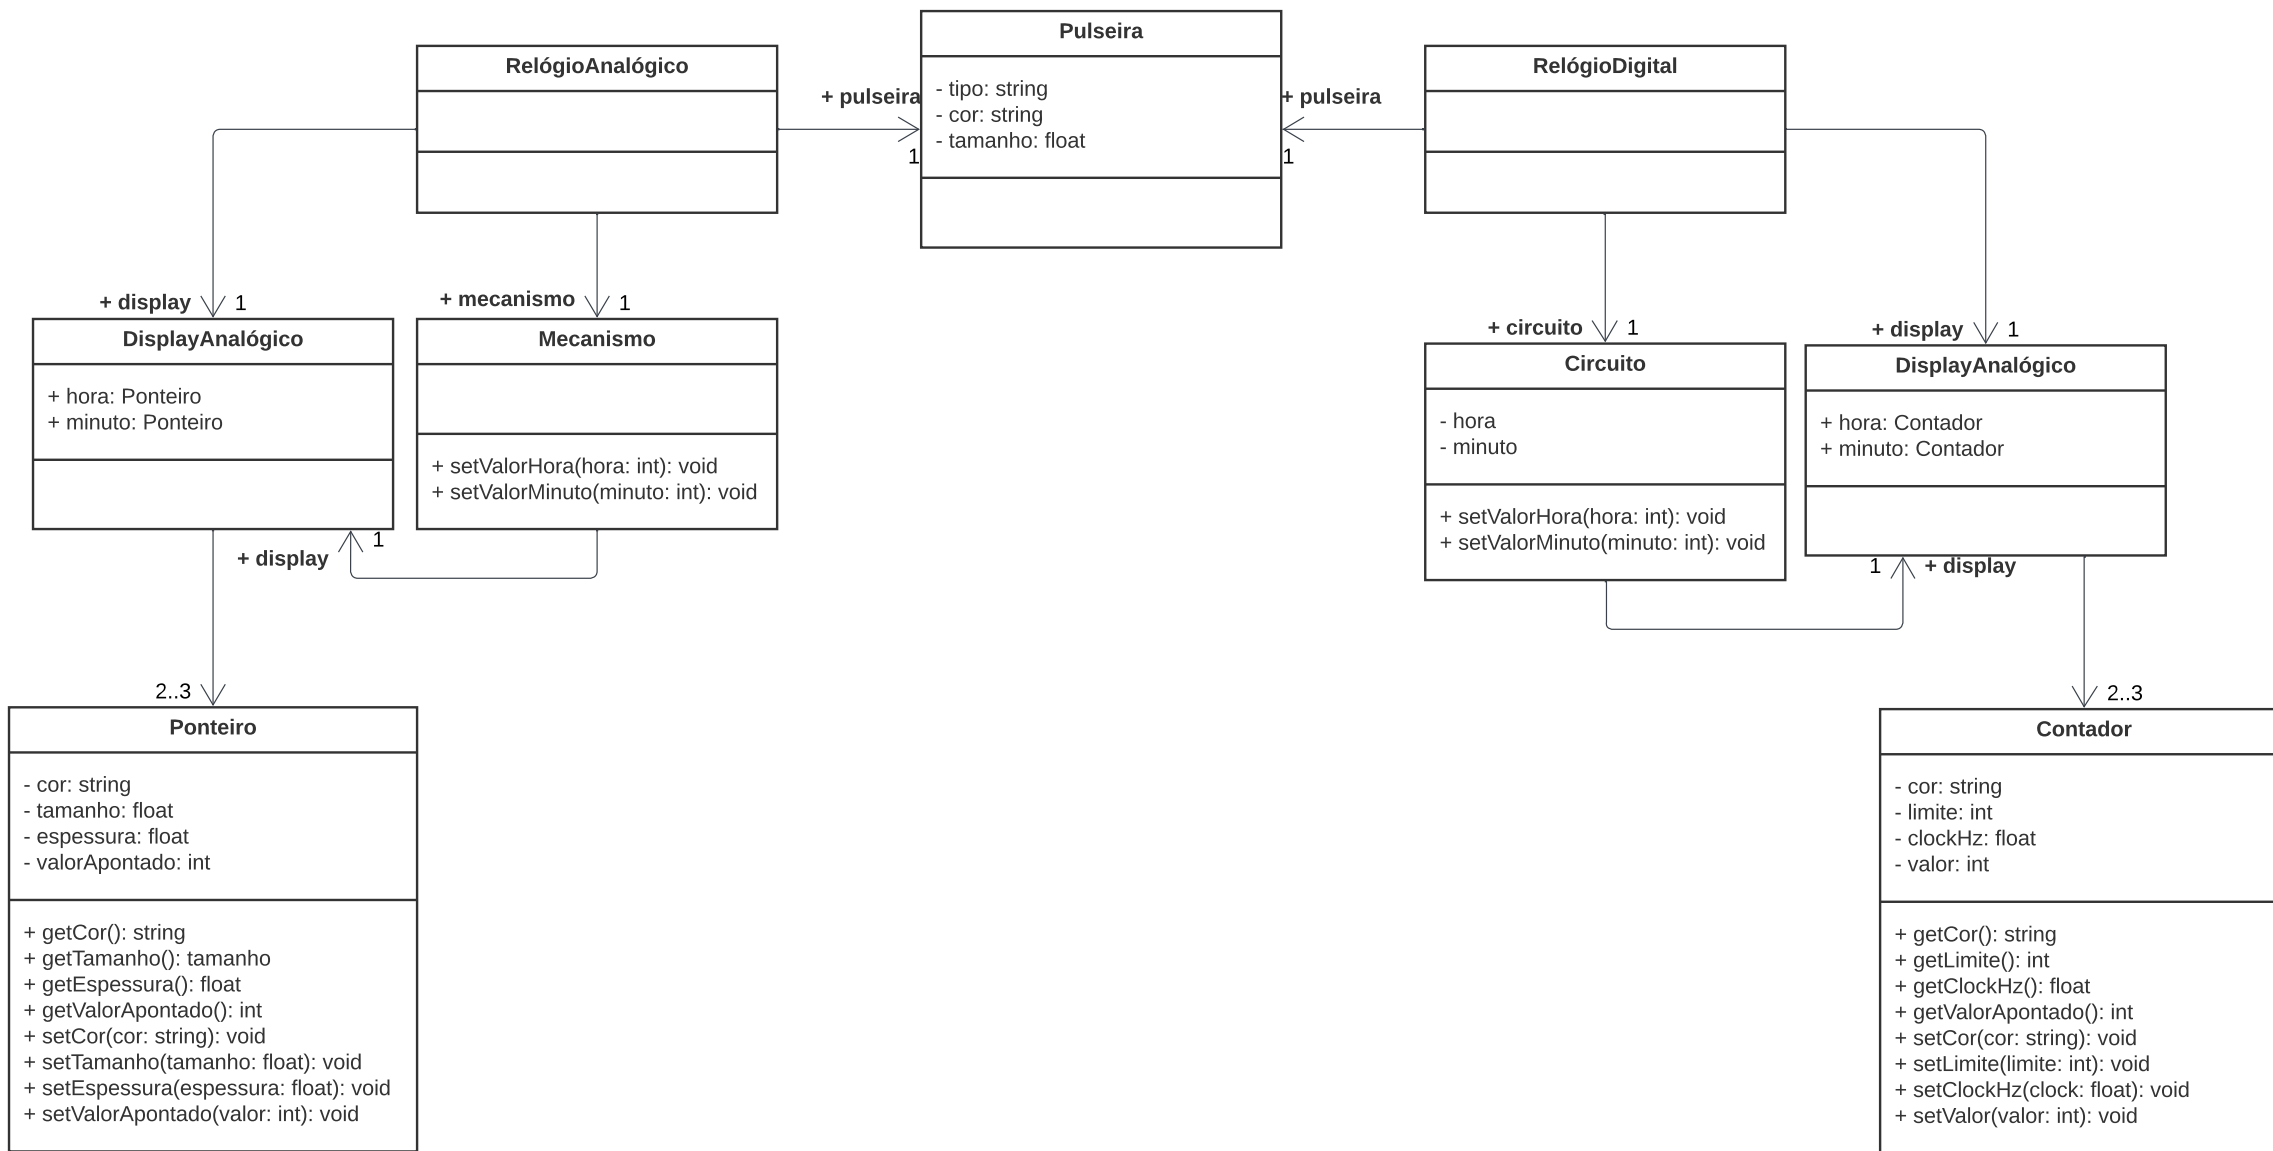 Pulseira
- tipo: string
- cor: string
- tamanho: float
RelógioAnalógico
+ pulseira
1
RelógioDigital
+ pulseira
1
+ display
1
DisplayAnalógico
+ hora: Ponteiro
+ minuto: Ponteiro
+ mecanismo
1
Mecanismo
+ setValorHora(hora: int): void
+ setValorMinuto(minuto: int): void
+ display
1
+ circuito
1
Circuito
- hora
- minuto
+ setValorHora(hora: int): void
+ setValorMinuto(minuto: int): void
+ display
1
DisplayAnalógico
+ hora: Contador
+ minuto: Contador
1
+ display
2..3
Ponteiro
- cor: string
- tamanho: float
- espessura: float
- valorApontado: int
+ getCor(): string
+ getTamanho(): tamanho
+ getEspessura(): float
+ getValorApontado(): int
+ setCor(cor: string): void
+ setTamanho(tamanho: float): void
+ setEspessura(espessura: float): void
+ setValorApontado(valor: int): void
2..3
Contador
- cor: string
- limite: int
- clockHz: float
- valor: int
+ getCor(): string
+ getLimite(): int
+ getClockHz(): float
+ getValorApontado(): int
+ setCor(cor: string): void
+ setLimite(limite: int): void
+ setClockHz(clock: float): void
+ setValor(valor: int): void